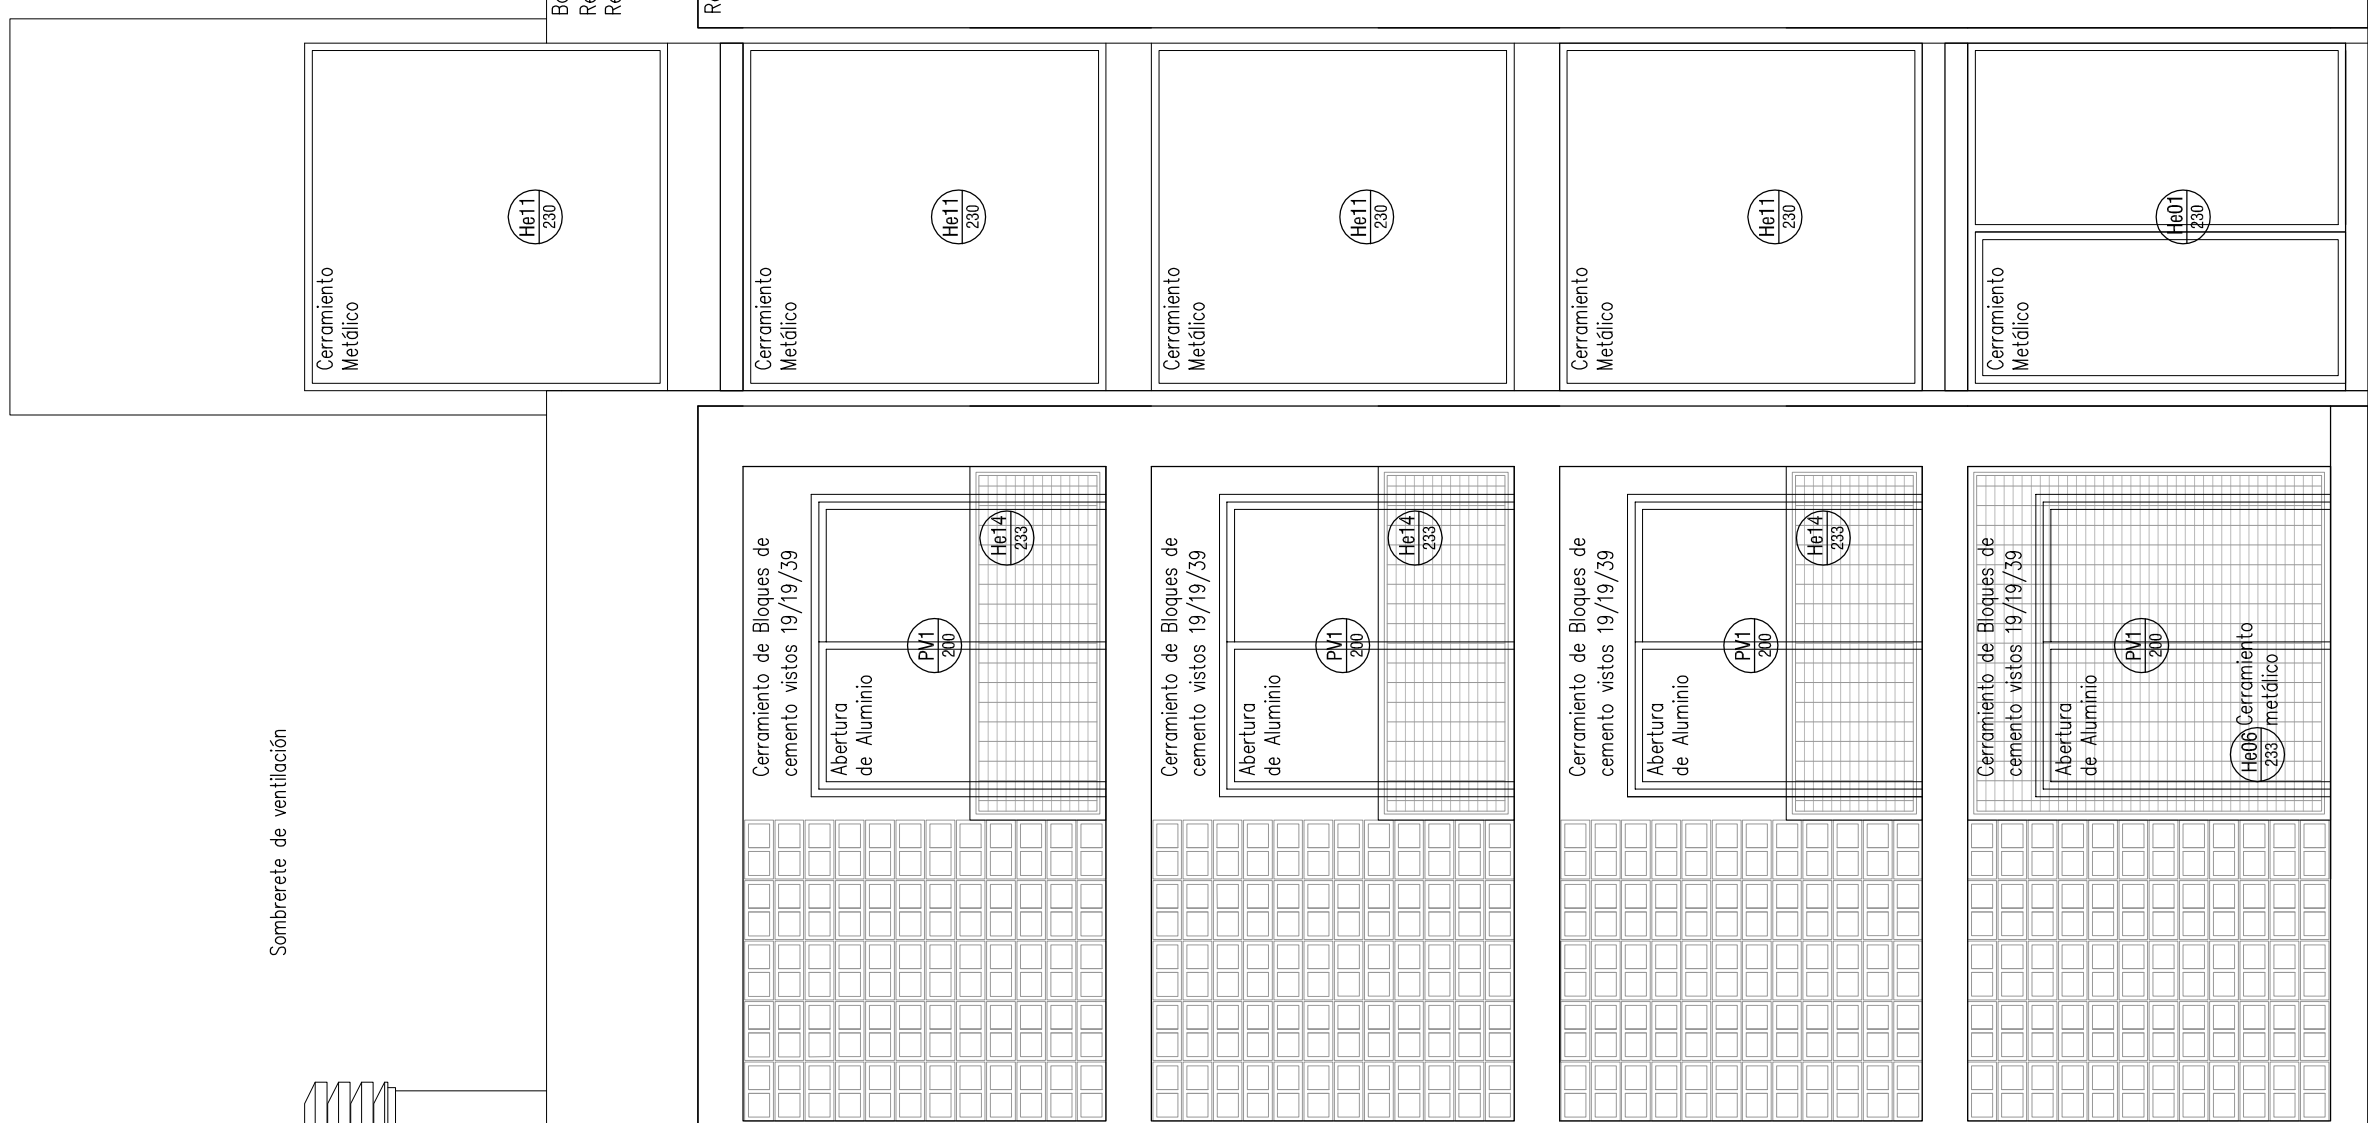 Cerramiento
Metálico
He11
230
Cerramiento
Metálico
He11
230
Cerramiento
Metálico
He11
230
Cerramiento
Metálico
He11
230
Cerramiento
Metálico
He01
230
Cerramiento de Bloques de
cemento vistos 19/19/39
Abertura
de Aluminio
PV1
200
He14
233
Cerramiento de Bloques de
cemento vistos 19/19/39
Abertura
de Aluminio
PV1
200
He14
233
Cerramiento de Bloques de
cemento vistos 19/19/39
Abertura
de Aluminio
PV1
200
He14
233
Cerramiento de Bloques de
cemento vistos 19/19/39
Abertura
de Aluminio
PV1
200
He06
233
Cerramiento
metálico
Sombrerete de ventilación